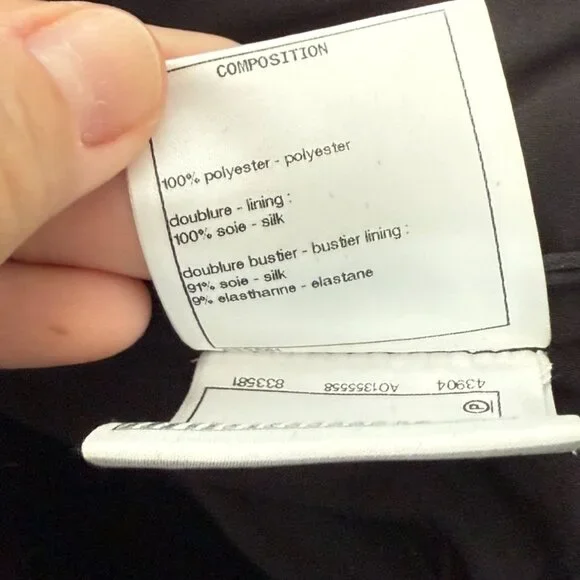 COMPOSITION
100% polyester - polyester
doublure - lining :
100% soie - silk
doublure bustier - bustier lining :
91% soie - silk
9% elasthanne - elastane
43904 AO1355558 833581